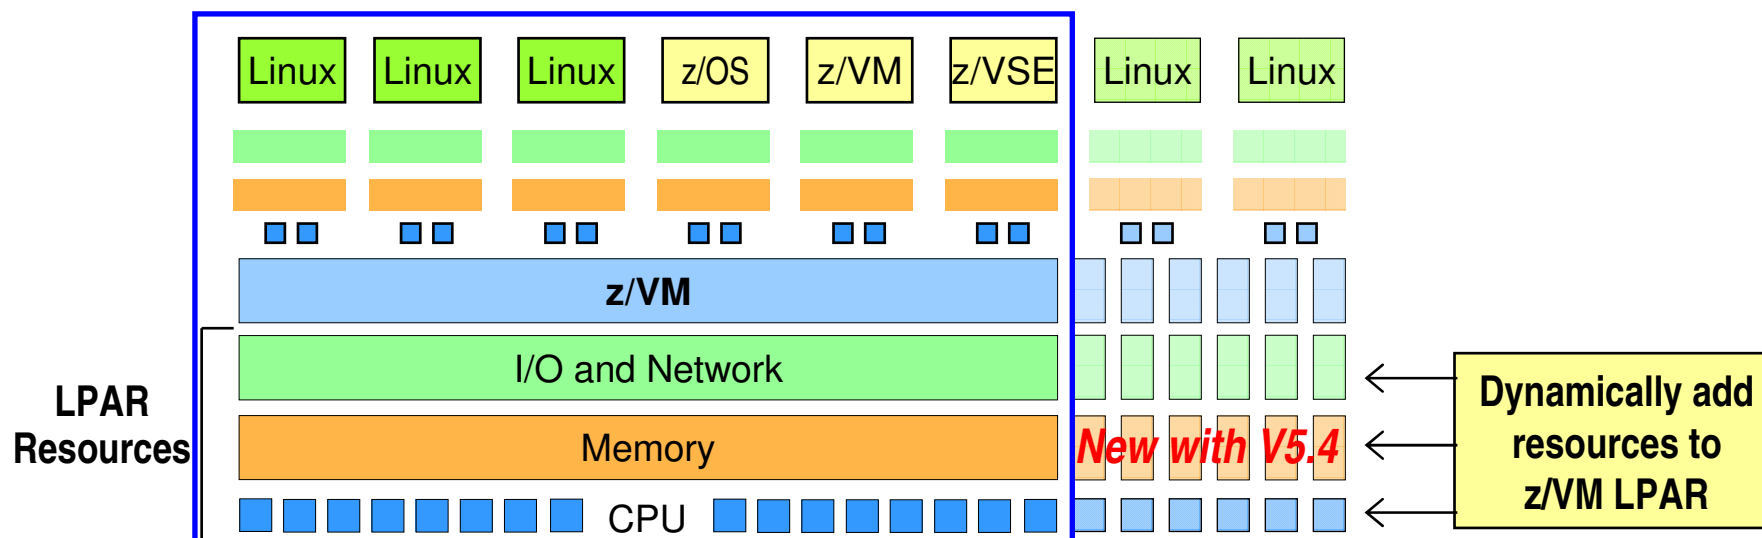 Linux Linux Linux z/OS z/VM z/VSE Linux Linux
z/VM
I/O and Network
LPAR
Resources
Memory
New with V5.4
CPU
Dynamically add
resources to
z/VM LPAR